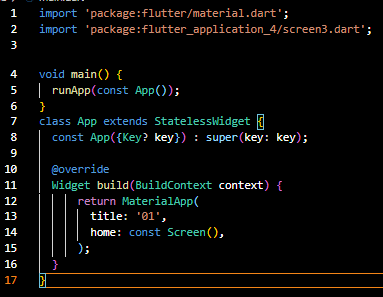 1 import 'package:flutter/material.dart';
2 import 'package:flutter_application_4/screen3.dart';
3
4 void main() {
5 runApp(const App());
6 }
7 class App extends StatelessWidget {
8 const App({Key? key}) : super(key: key);
9
10 @override
11 Widget build(BuildContext context) {
12 return MaterialApp(
13 title: '01',
14 home: const Screen(),
15 );
16 }
17 }